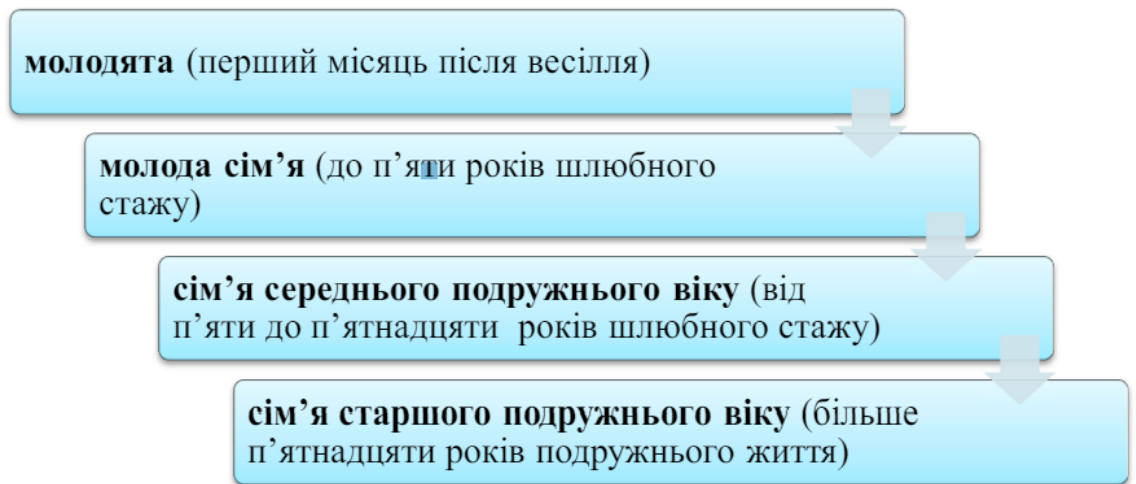 молодята (перший місяць після весілля)
молода сім’я (до п’яти років шлюбного
стажу)
сім’я середнього подружнього віку (від
п’яти до п’ятнадцяти  років шлюбного стажу)
сім’я старшого подружнього віку (більше
п’ятнадцяти років подружнього життя)